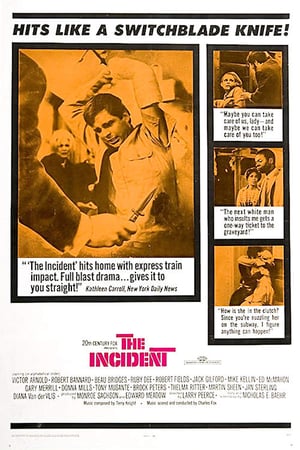 HITS LIKE A SWITCHBLADE KNIFE!
"Maybe you can take
care of us, lady—and
maybe we can take
care of you too!"
"The next white man
who insults me gets a
one-way ticket to the
graveyard!"
"How is she in the clutch?
Since you're nuzzling her
on the subway, I figure
anything can happen!"
"'The Incident' hits home with express train
impact. Full blast drama...gives it to
you straight!" Kathleen Carroll, New York Daily News
20th CENTURY-FOX
THE
INCIDENT
VICTOR ARNOLD · ROBERT BANNARD · BEAU BRIDGES · RUBY DEE · ROBERT FIELDS · JACK GILFORD · MIKE KELLIN · ED McMAHON
GARY MERRILL · DONNA MILLS · TONY MUSANTE · BROCK PETERS · THELMA RITTER · MARTIN SHEEN · JAN STERLING
DIANA Van der VLIS · MONROE SACHSON and EDWARD MEADOW · LARRY PEERCE · NICHOLAS E. BAEHR
Music composed by Terry Knight · Music scored and conducted by Charles Fox